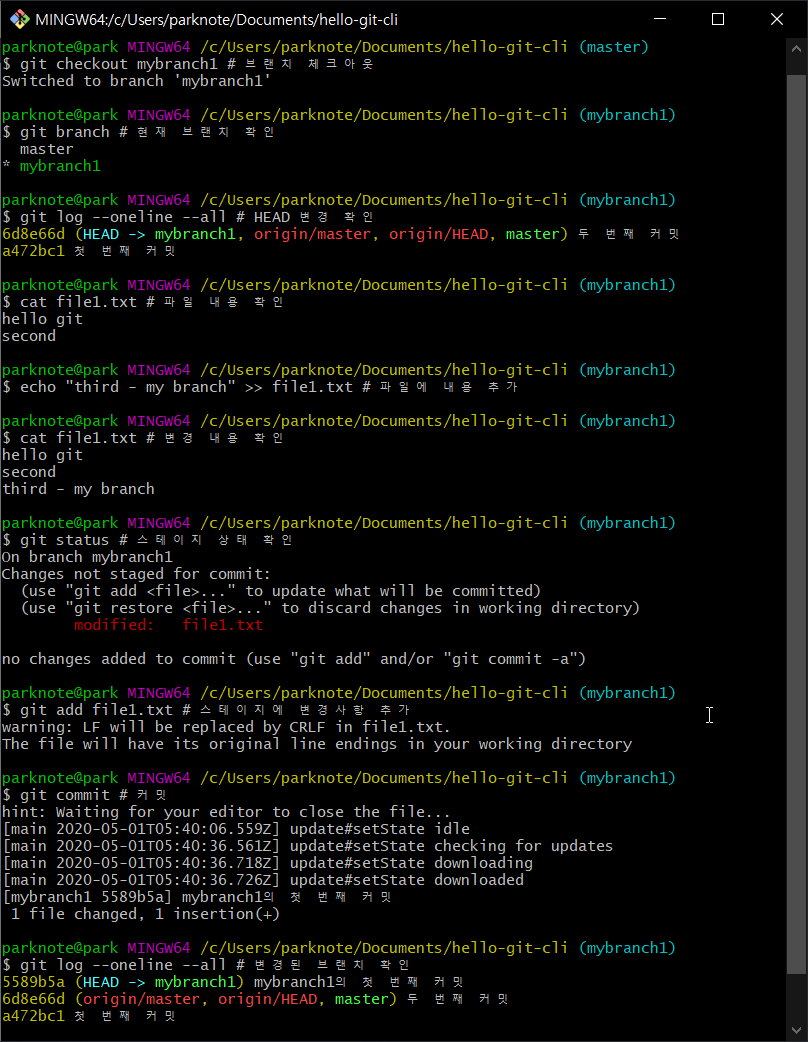 MINGW64:/c/Users/parknote/Documents/hello-git-cli
parknote@park MINGW64 /c/Users/parknote/Documents/hello-git-cli (master)
$ git checkout mybranch1 # 브랜치 체크아웃
Switched to branch 'mybranch1'
parknote@park MINGW64 /c/Users/parknote/Documents/hello-git-cli (mybranch1)
$ git branch # 현재 브랜치 확인
master
* mybranch1
parknote@park MINGW64 /c/Users/parknote/Documents/hello-git-cli (mybranch1)
$ git log --oneline --all # HEAD 변경 확인
6d8e66d (HEAD -> mybranch1, origin/master, origin/HEAD, master) 두 번째 커밋
a472bc1 첫 번째 커밋
parknote@park MINGW64 /c/Users/parknote/Documents/hello-git-cli (mybranch1)
$ cat file1.txt # 파일 내용 확인
hello git
second
parknote@park MINGW64 /c/Users/parknote/Documents/hello-git-cli (mybranch1)
$ echo "third - my branch" >> file1.txt # 파일에 내용 추가
parknote@park MINGW64 /c/Users/parknote/Documents/hello-git-cli (mybranch1)
$ cat file1.txt # 변경 내용 확인
hello git
second
third - my branch
parknote@park MINGW64 /c/Users/parknote/Documents/hello-git-cli (mybranch1)
$ git status # 스테이지 상태 확인
On branch mybranch1
Changes not staged for commit:
(use "git add <file>..." to update what will be committed)
(use "git restore <file>..." to discard changes in working directory)
modified:   file1.txt
no changes added to commit (use "git add" and/or "git commit -a")
parknote@park MINGW64 /c/Users/parknote/Documents/hello-git-cli (mybranch1)
$ git add file1.txt # 스테이지에 변경사항 추가
warning: LF will be replaced by CRLF in file1.txt.
The file will have its original line endings in your working directory
parknote@park MINGW64 /c/Users/parknote/Documents/hello-git-cli (mybranch1)
$ git commit # 커밋
hint: Waiting for your editor to close the file...
[main 2020-05-01T05:40:06.559Z] update#setState idle
[main 2020-05-01T05:40:36.561Z] update#setState checking for updates
[main 2020-05-01T05:40:36.718Z] update#setState downloading
[main 2020-05-01T05:40:36.726Z] update#setState downloaded
[mybranch1 5589b5a] mybranch1의 첫 번째 커밋
1 file changed, 1 insertion(+)
parknote@park MINGW64 /c/Users/parknote/Documents/hello-git-cli (mybranch1)
$ git log --oneline --all # 변경된 브랜치 확인
5589b5a (HEAD -> mybranch1) mybranch1의 첫 번째 커밋
6d8e66d (origin/master, origin/HEAD, master) 두 번째 커밋
a472bc1 첫 번째 커밋